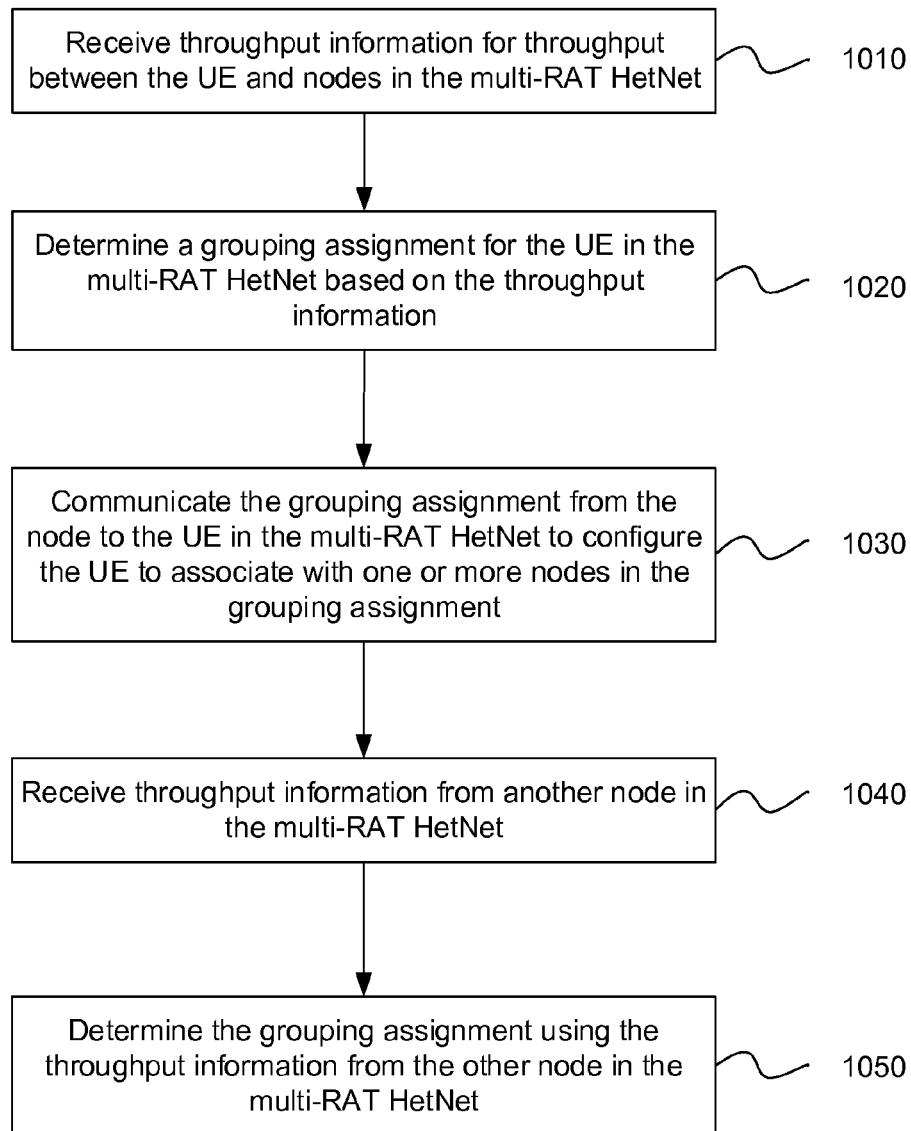 Receive throughput information for throughput
between the UE and nodes in the multi-RAT HetNet
1010
Determine a grouping assignment for the UE in the
multi-RAT HetNet based on the throughput
information
1020
Communicate the grouping assignment from the
node to the UE in the multi-RAT HetNet to configure
the UE to associate with one or more nodes in the
grouping assignment
1030
Receive throughput information from another node in
the multi-RAT HetNet
1040
Determine the grouping assignment using the
throughput information from the other node in the
multi-RAT HetNet
1050